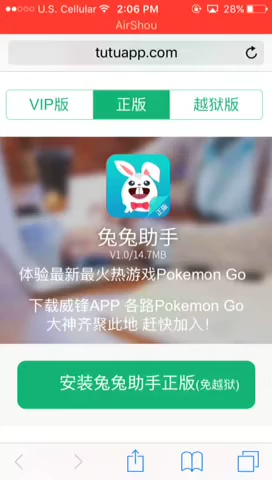 U.S. Cellular 2:06 PM 28%
AirShou
tutuapp.com
VIP版 正版 越狱版
正版
兔兔助手
V1.0/14.7MB
体验最新最火热游戏Pokemon Go
下载威锋APP 各路Pokemon Go
大神齐聚此地 赶快加入！
安装兔兔助手正版(免越狱)